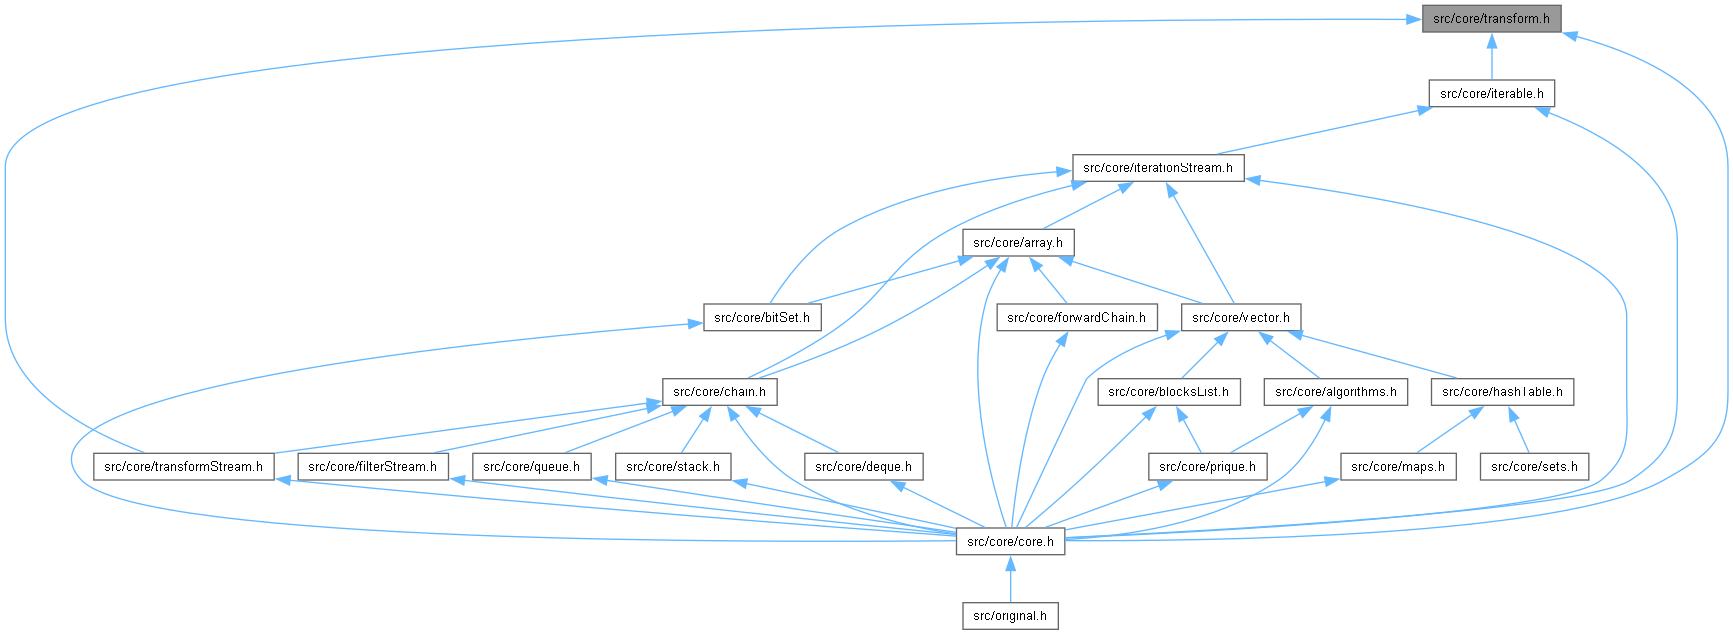 src/core/transform.h
src/core/iterable.h
src/core/iterationStream.h
src/core/array.h
src/core/bitSet.h
src/core/forwardChain.h
src/core/vector.h
src/core/chain.h
src/core/blocksList.h
src/core/algorithms.h
src/core/hashTable.h
src/core/transformStream.h
src/core/filterStream.h
src/core/queue.h
src/core/stack.h
src/core/deque.h
src/core/prique.h
src/core/maps.h
src/core/sets.h
src/core/core.h
src/original.h